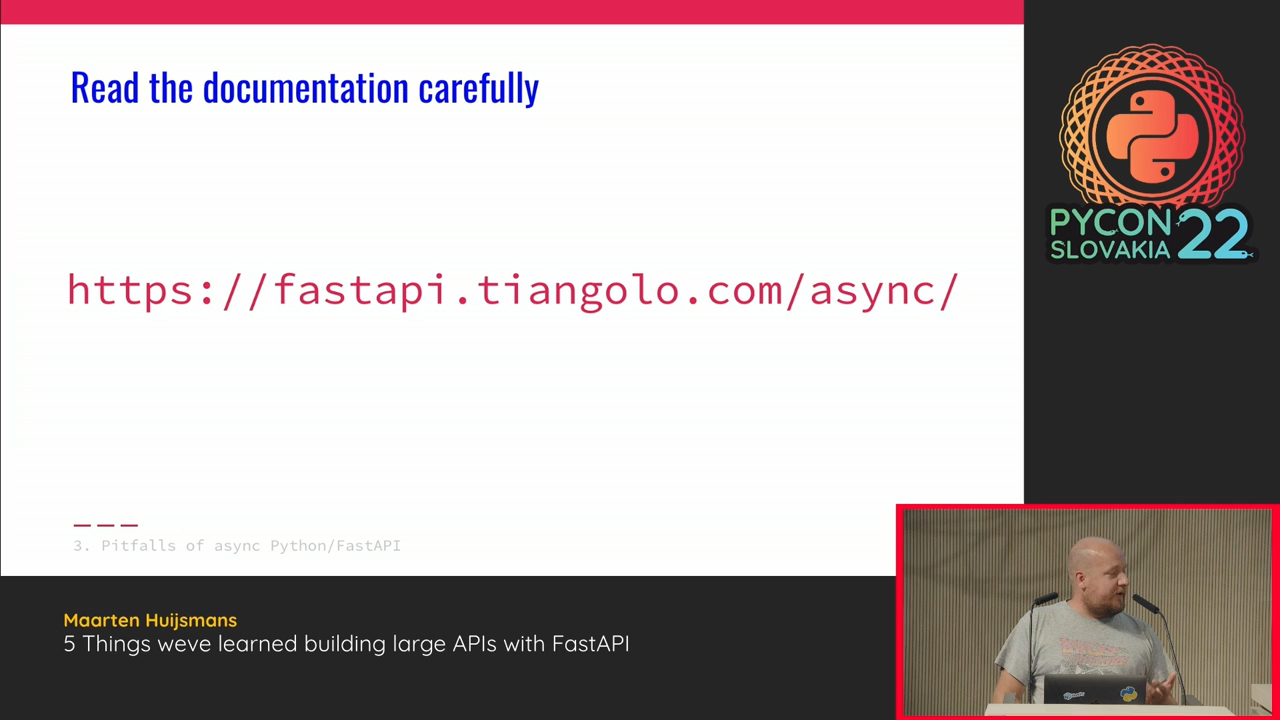 Read the documentation carefully
https://fastapi.tiangolo.com/async/
3. Pitfalls of async Python/FastAPI
PYCON
SLOVAKIA 22
Maarten Huijsmans
5 Things weve learned building large APIs with FastAPI